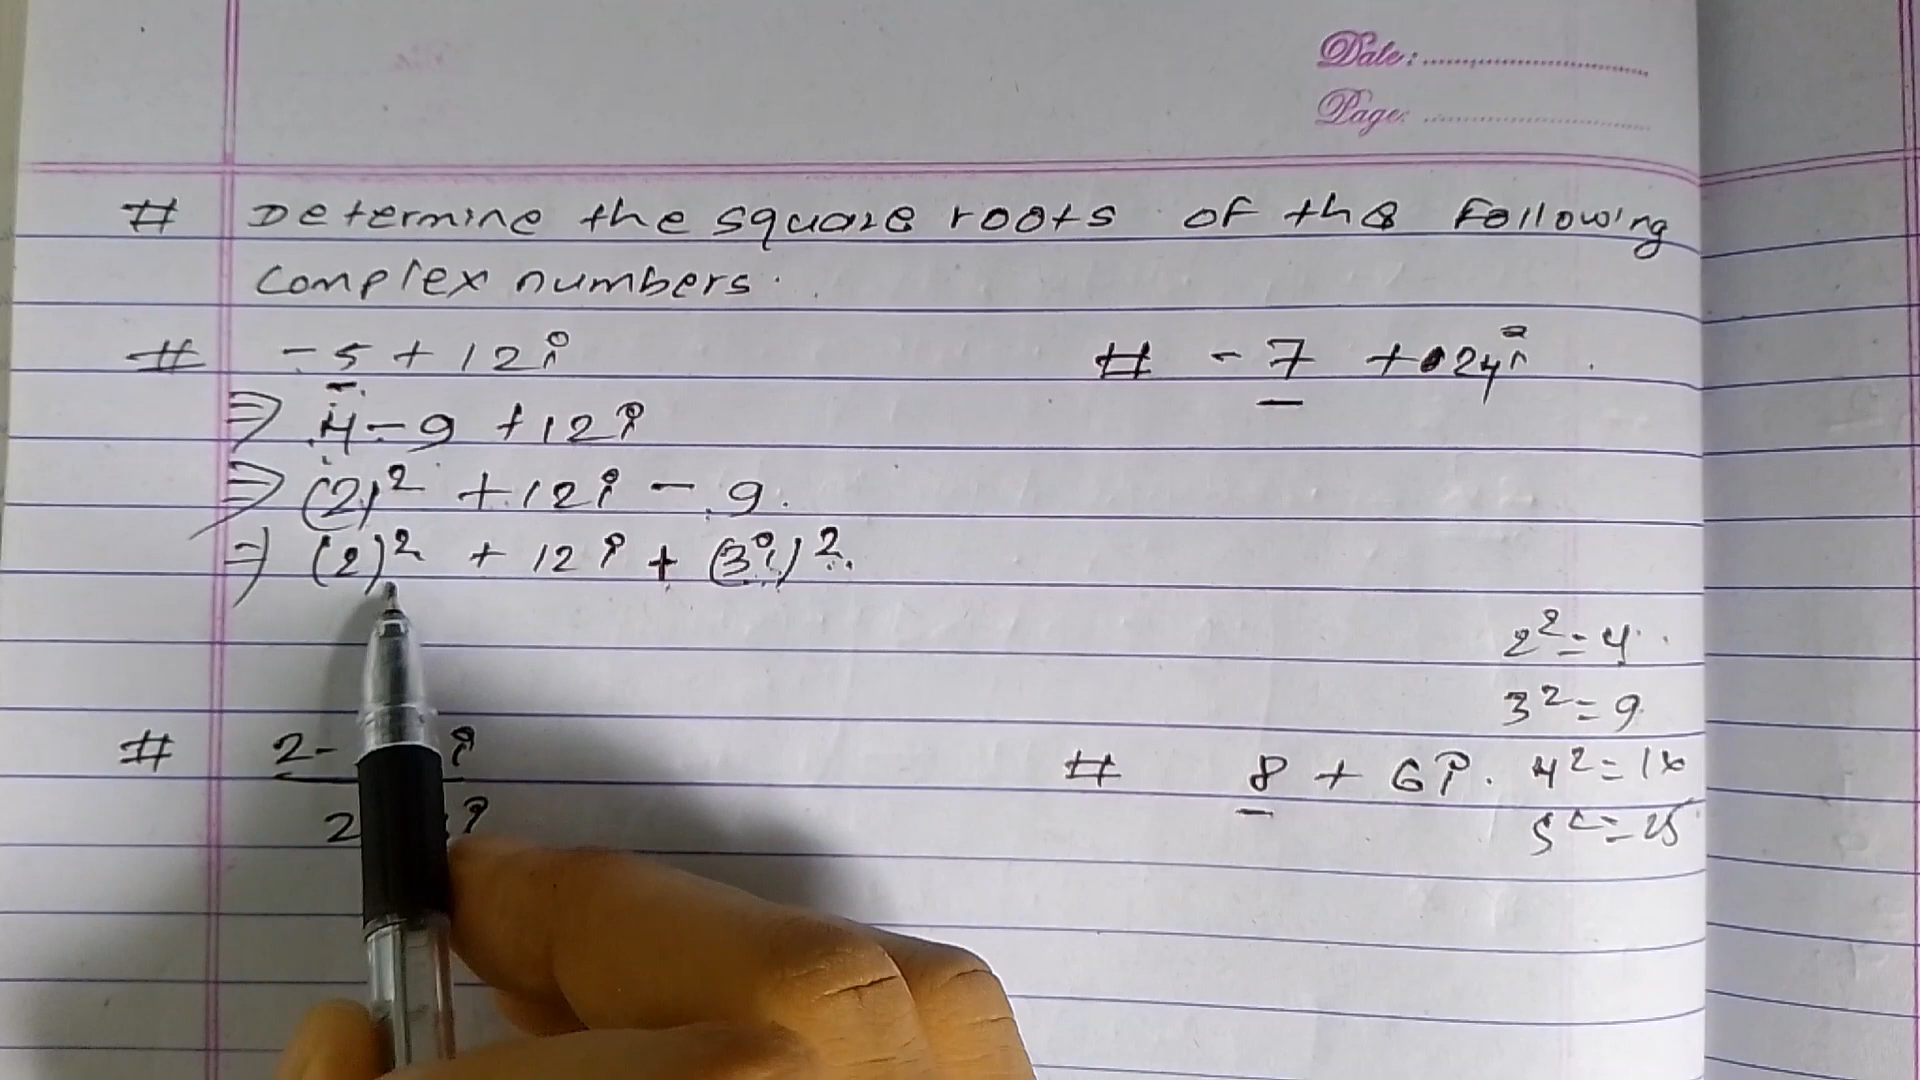 Date:
Page:
# Determine the square roots of the following
complex numbers.
# -5 + 12i
# -7 + 24i
⇒ 4 - 9 + 12i
⇒ (2)² + 12i - 9.
⇒ (2)² + 12i + (3i)².
2² = 4
3² = 9
# 2- i
2 i
# 8 + 6i.
4² = 16
5² = 25